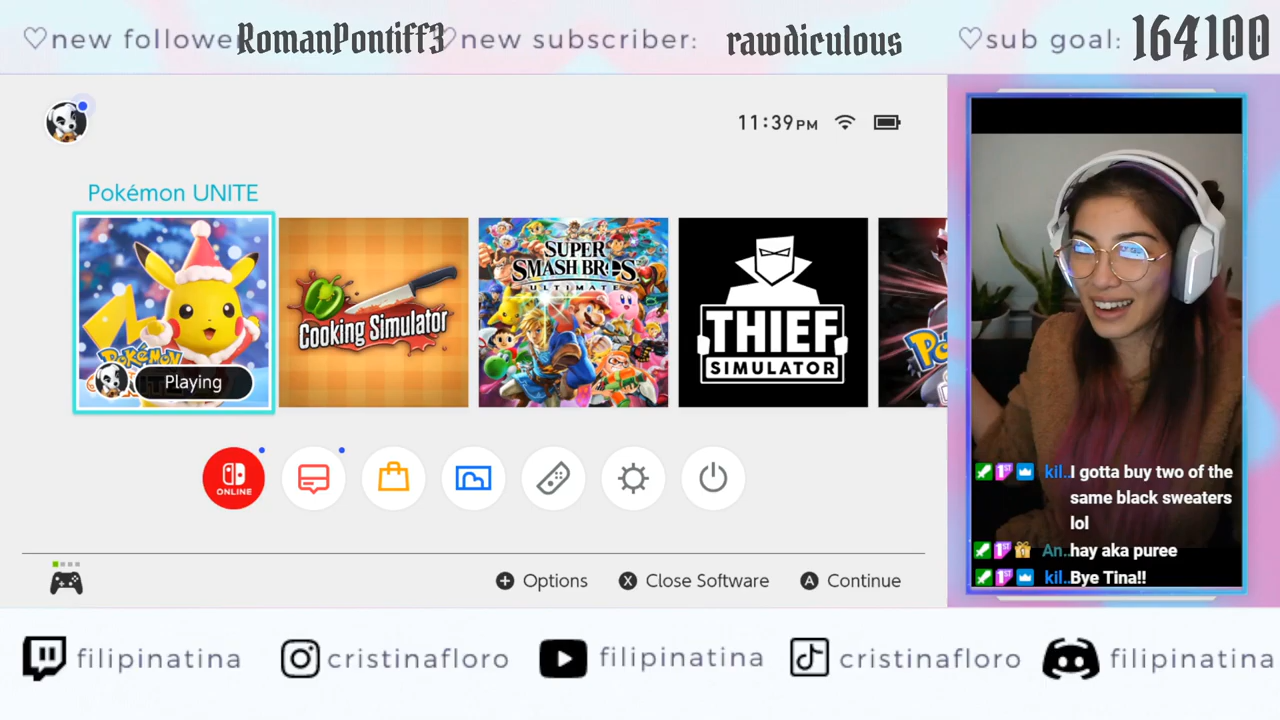 ♡new follower
RomanPontiff3
♡new subscriber:
rawdiculous
♡sub goal:
164100
11:39PM
Pokémon UNITE
POKÉMON
Playing
Cooking Simulator
SUPER
SMASH BROS
ULTIMATE
THIEF
SIMULATOR
ONLINE
Options
Close Software
Continue
kil..I gotta buy two of the
same black sweaters
lol
An..hay aka puree
kil..Bye Tina!!
filipinatina
cristinafloro
filipinatina
cristinafloro
filipinatina